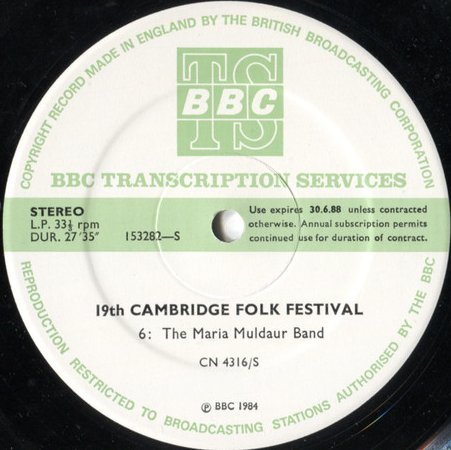 COPYRIGHT RECORD MADE IN ENGLAND BY THE BRITISH BROADCASTING CORPORATION
TS
BBC
TS
BBC TRANSCRIPTION SERVICES
STEREO
L.P. 33⅓ rpm
DUR. 27'35"
153282—S
Use expires 30.6.88 unless contracted
otherwise. Annual subscription permits
continued use for duration of contract.
19th CAMBRIDGE FOLK FESTIVAL
6: The Maria Muldaur Band
CN 4316/S
℗ BBC 1984
REPRODUCTION RESTRICTED TO BROADCASTING STATIONS AUTHORISED BY THE BBC